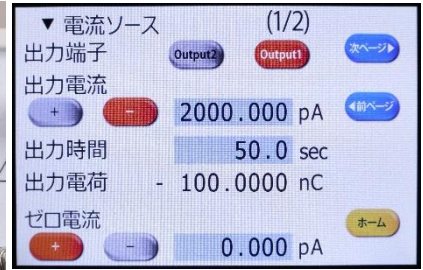 ▼ 電流ソース (1/2)
出力端子 Output2 Output1 次ページ▶
出力電流
+ - 2000.000 pA ◀前ページ
出力時間 50.0 sec
出力電荷 - 100.0000 nC
ゼロ電流 ホーム
+ - 0.000 pA